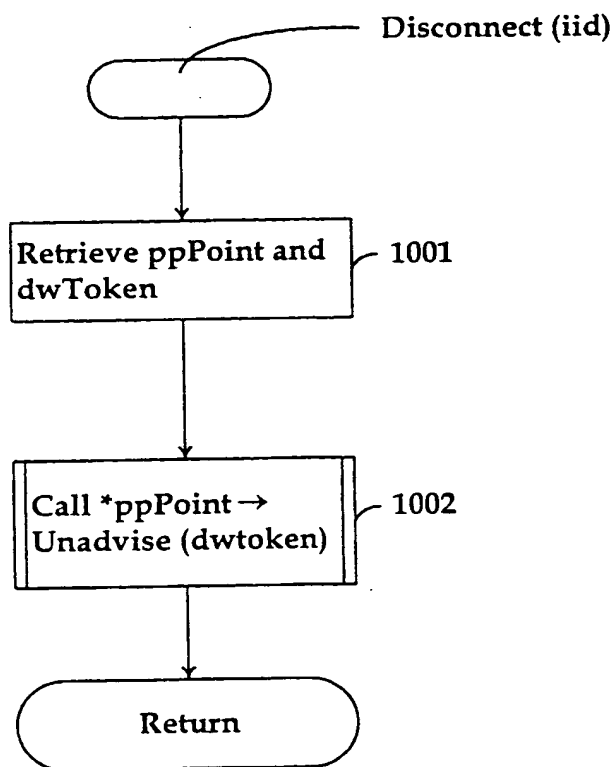 Disconnect (iid)
Retrieve ppPoint and
dwToken
1001
Call *ppPoint →
Unadvise (dwtoken)
1002
Return